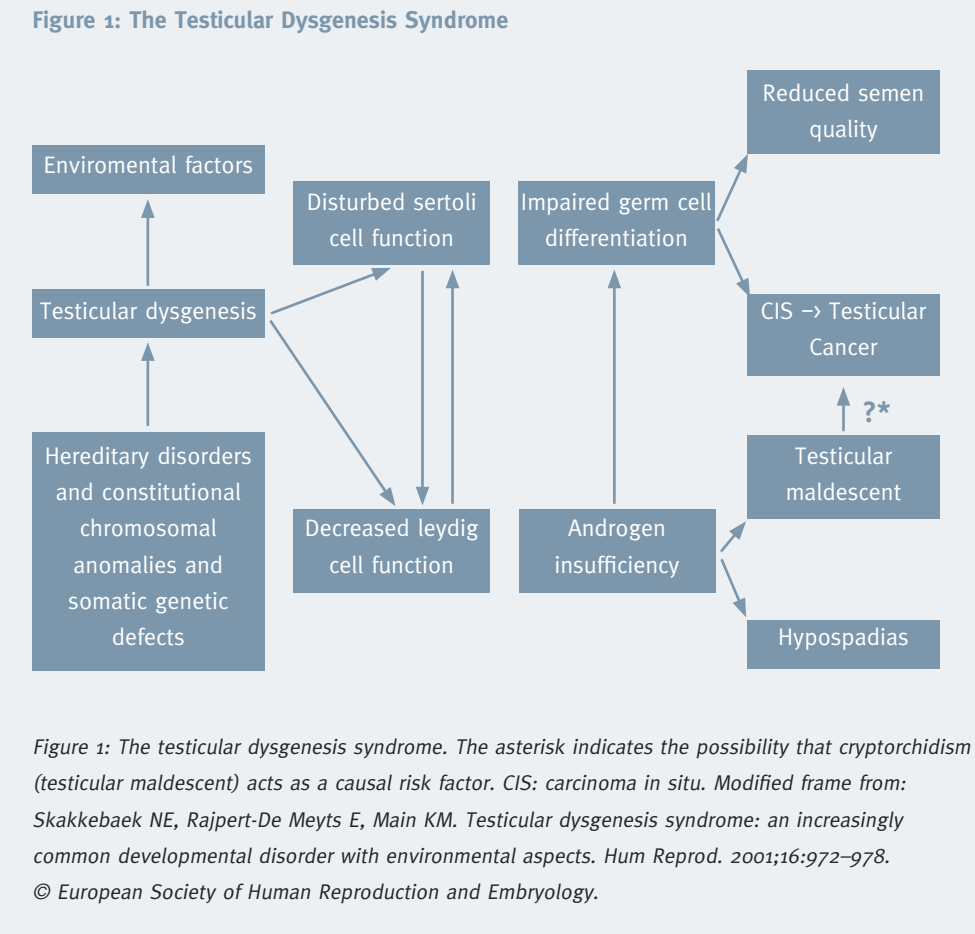 Figure 1: The Testicular Dysgenesis Syndrome
Enviromental factors
Testicular dysgenesis
Hereditary disorders
and constitutional
chromosomal
anomalies and
somatic genetic
defects
Disturbed sertoli
cell function
Decreased leydig
cell function
Impaired germ cell
differentiation
Androgen
insufficiency
Reduced semen
quality
CIS –> Testicular
Cancer
?*
Testicular
maldescent
Hypospadias
Figure 1: The testicular dysgenesis syndrome. The asterisk indicates the possibility that cryptorchidism
(testicular maldescent) acts as a causal risk factor. CIS: carcinoma in situ. Modified frame from:
Skakkebaek NE, Rajpert-De Meyts E, Main KM. Testicular dysgenesis syndrome: an increasingly
common developmental disorder with environmental aspects. Hum Reprod. 2001;16:972–978.
© European Society of Human Reproduction and Embryology.